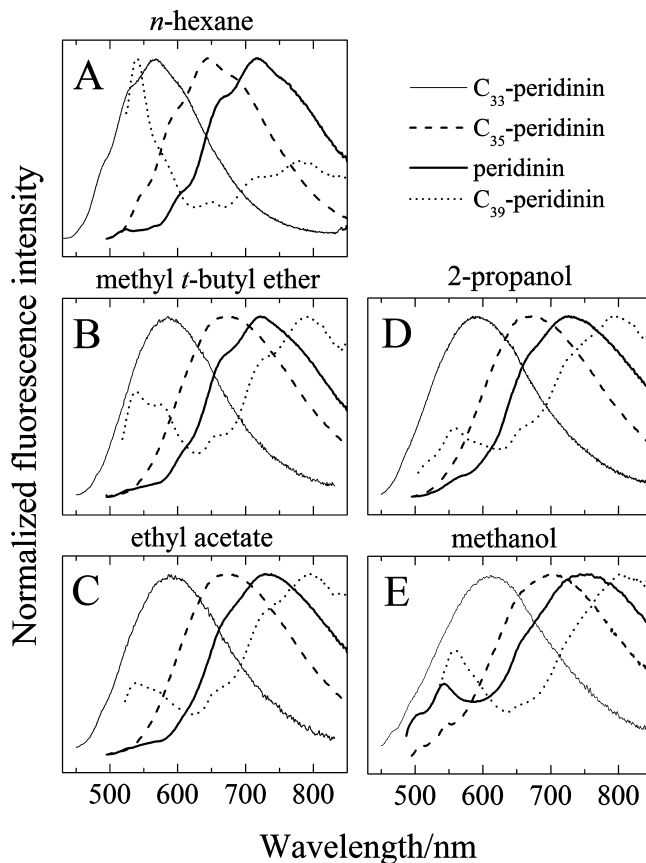 n-hexane
A
C33-peridinin
C35-peridinin
peridinin
C39-peridinin
methyl t-butyl ether
B
2-propanol
D
ethyl acetate
C
500 600 700 800
methanol
E
500 600 700 800
Normalized fluorescence intensity
Wavelength/nm